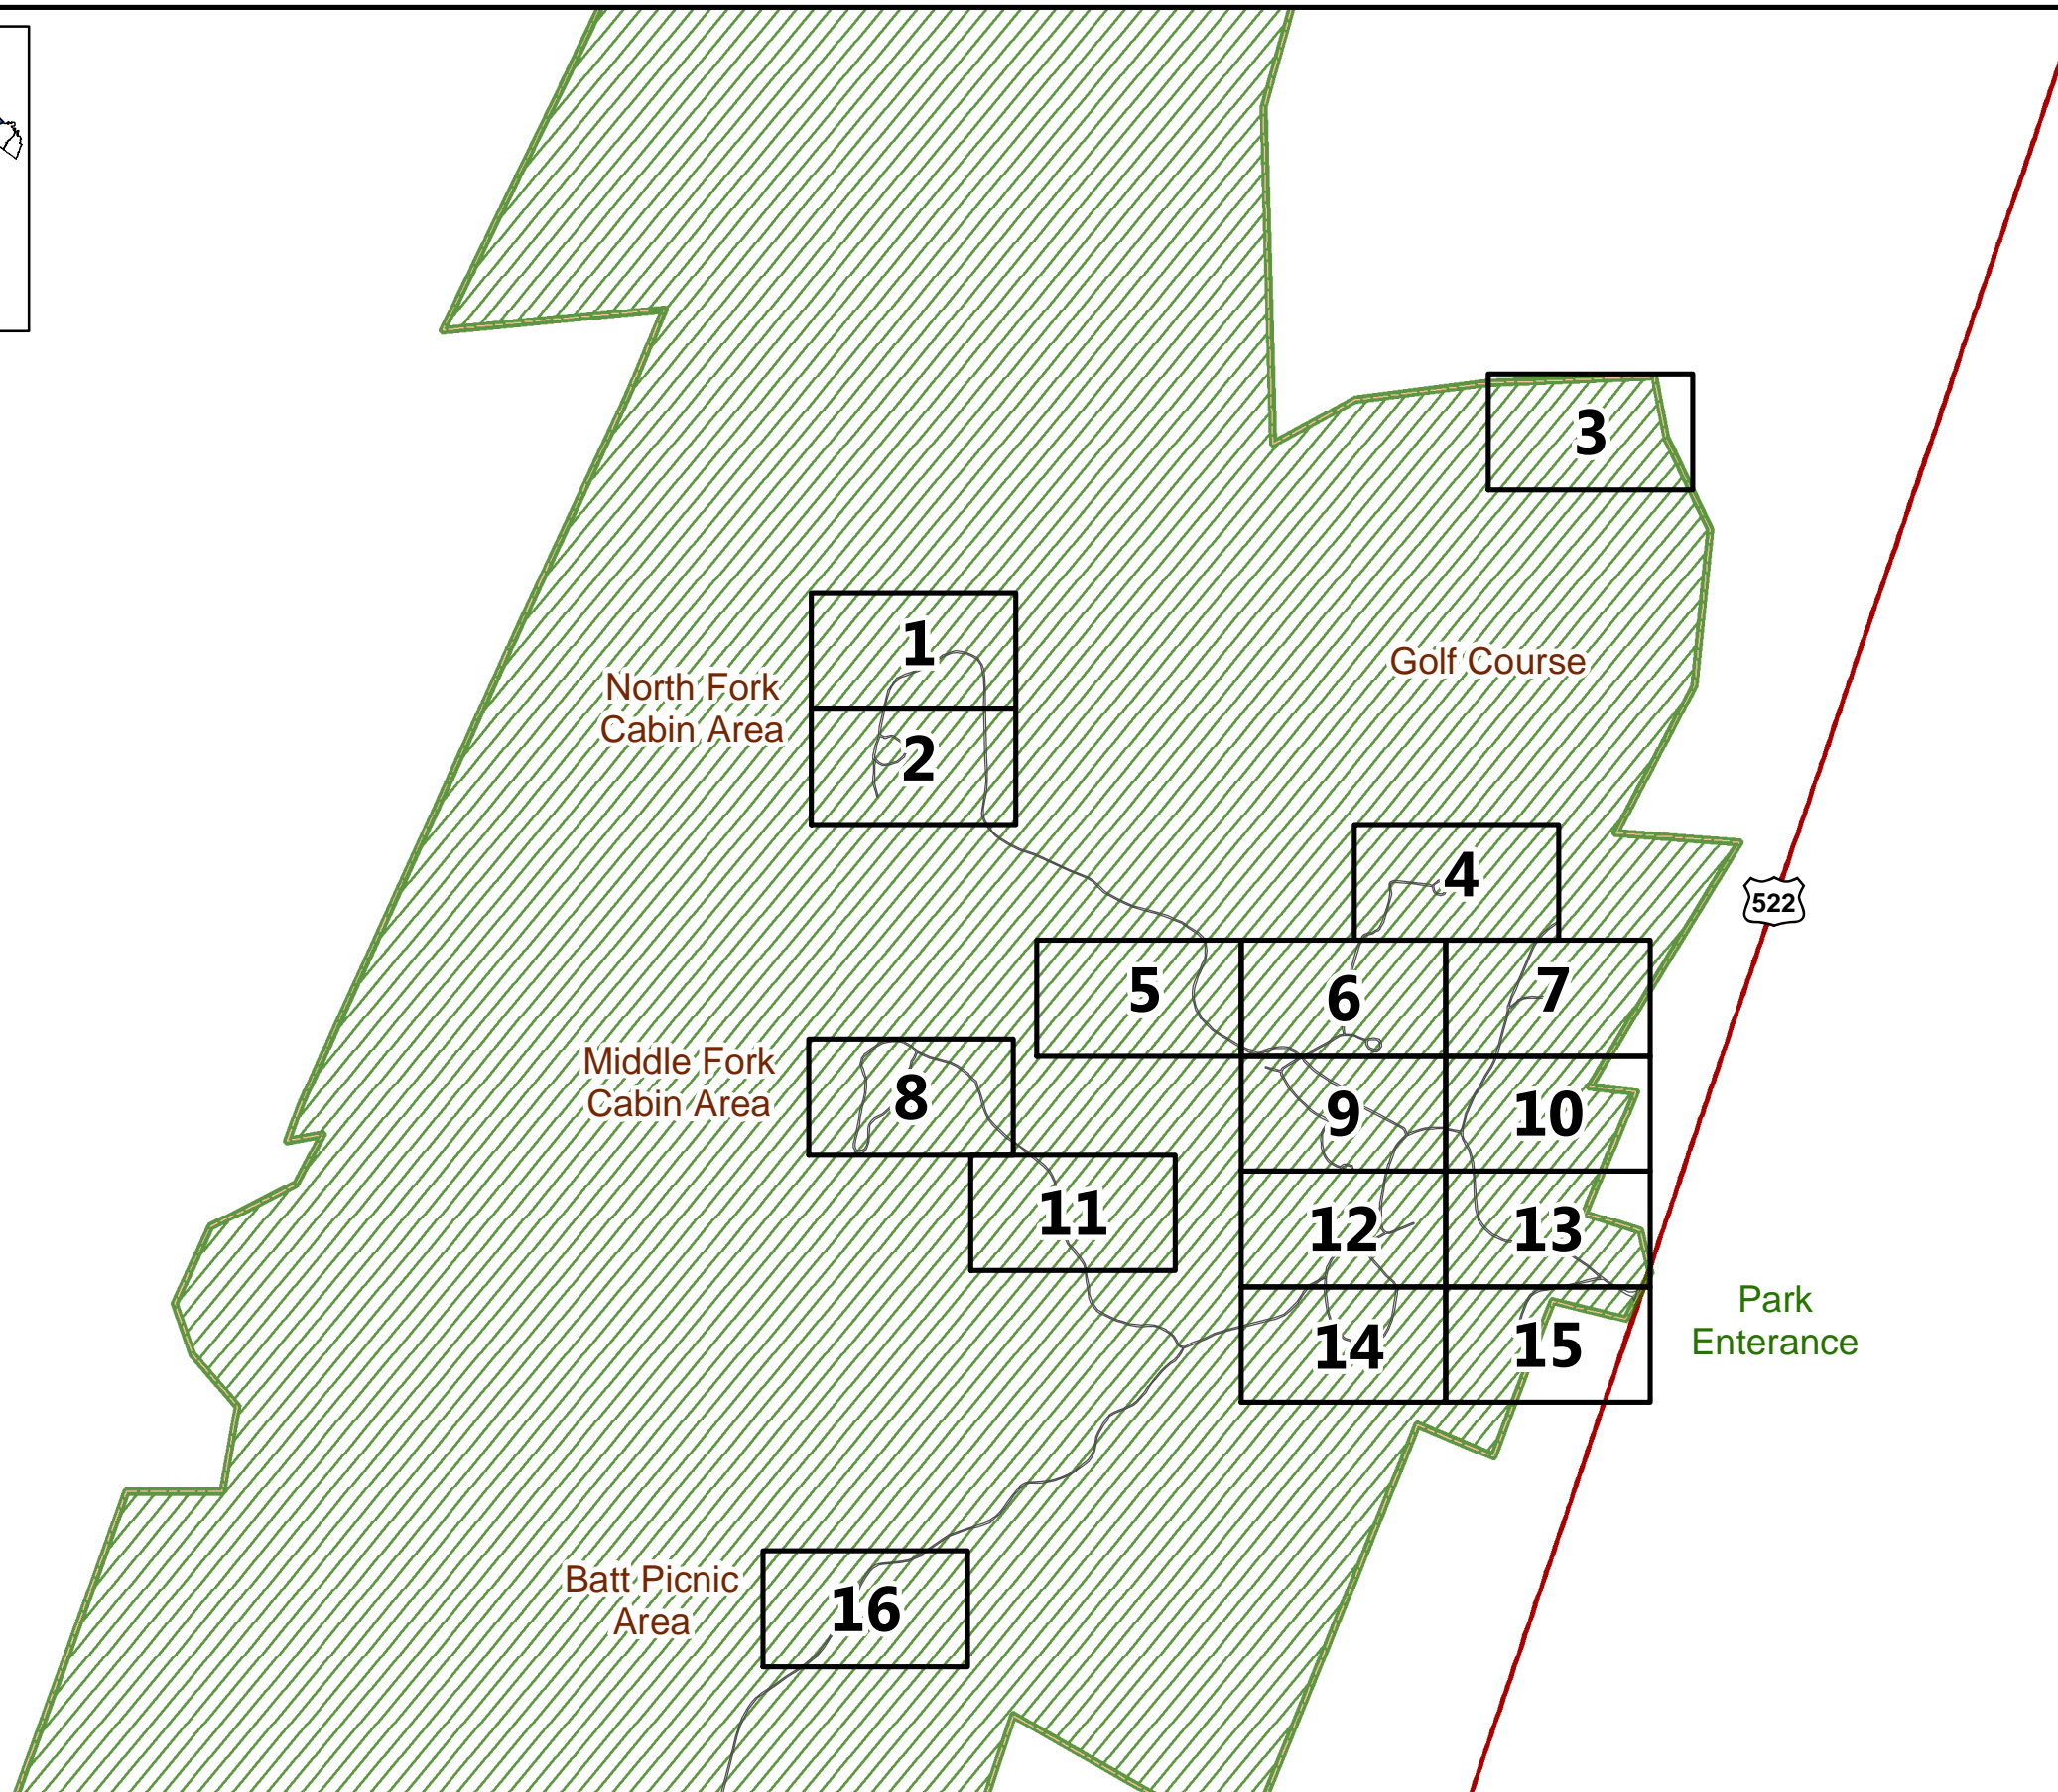 3
1
North Fork
Cabin Area
Golf Course
2
4
522
5
6
7
Middle Fork
Cabin Area
8
9
10
11
12
13
Park
Enterance
14
15
Batt Picnic
Area
16